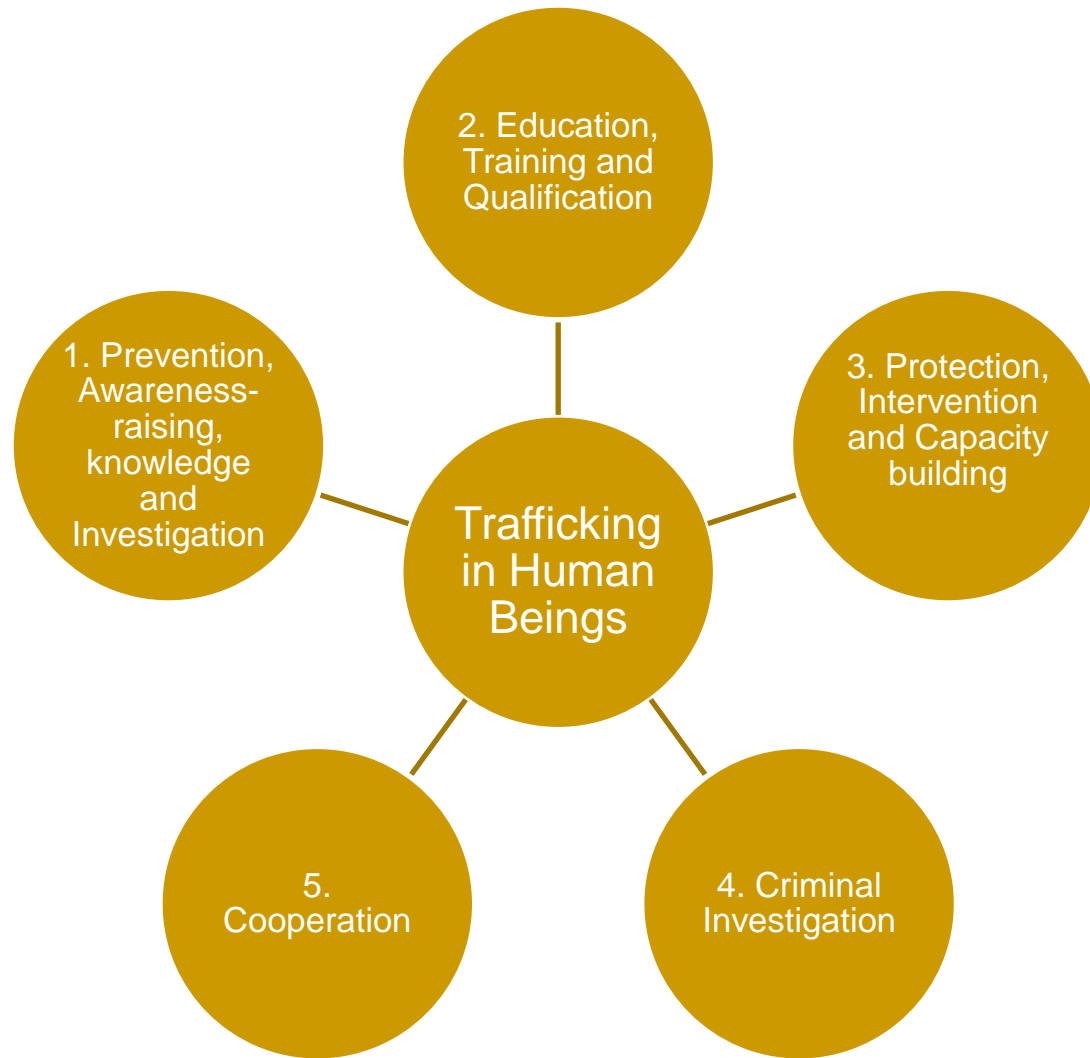 2. Education,
Training and
Qualification
1. Prevention,
Awareness-
raising,
knowledge
and
Investigation
3. Protection,
Intervention
and Capacity
building
Trafficking
in Human
Beings
5.
Cooperation
4. Criminal
Investigation